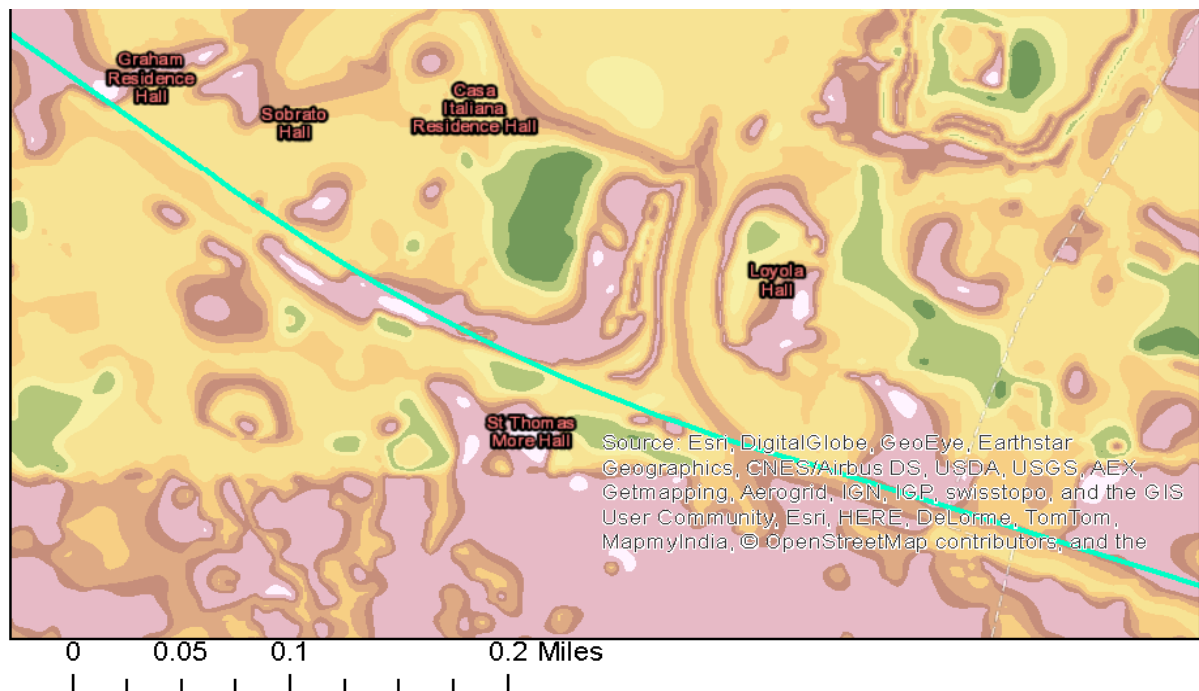 Graham
Residence
Hall
Sobrato
Hall
Casa
Italiana
Residence Hall
Loyola
Hall
St Thomas
More Hall
Source: Esri, DigitalGlobe, GeoEye, Earthstar
Geographics, CNES/Airbus DS, USDA, USGS, AEX,
Getmapping, Aerogrid, IGN, IGP, swisstopo, and the GIS
User Community, Esri, HERE, DeLorme, TomTom,
MapmyIndia, © OpenStreetMap contributors, and the
0 0.05 0.1 0.2 Miles